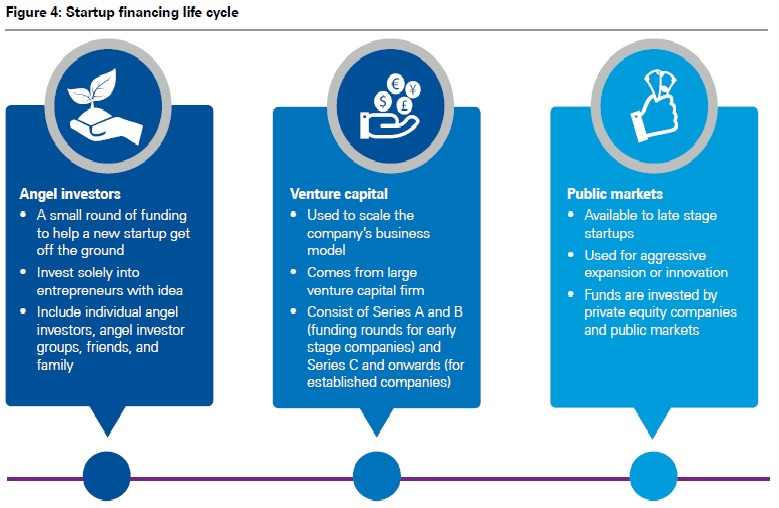 Figure 4: Startup financing life cycle
€
¥
$
£
Angel investors
• A small round of funding
to help a new startup get
off the ground
• Invest solely into
entrepreneurs with idea
• Include individual angel
investors, angel investor
groups, friends, and
family
Venture capital
• Used to scale the
company's business
model
• Comes from large
venture capital firm
• Consist of Series A and B
(funding rounds for early
stage companies) and
Series C and onwards (for
established companies)
Public markets
• Available to late stage
startups
• Used for aggressive
expansion or innovation
• Funds are invested by
private equity companies
and public markets